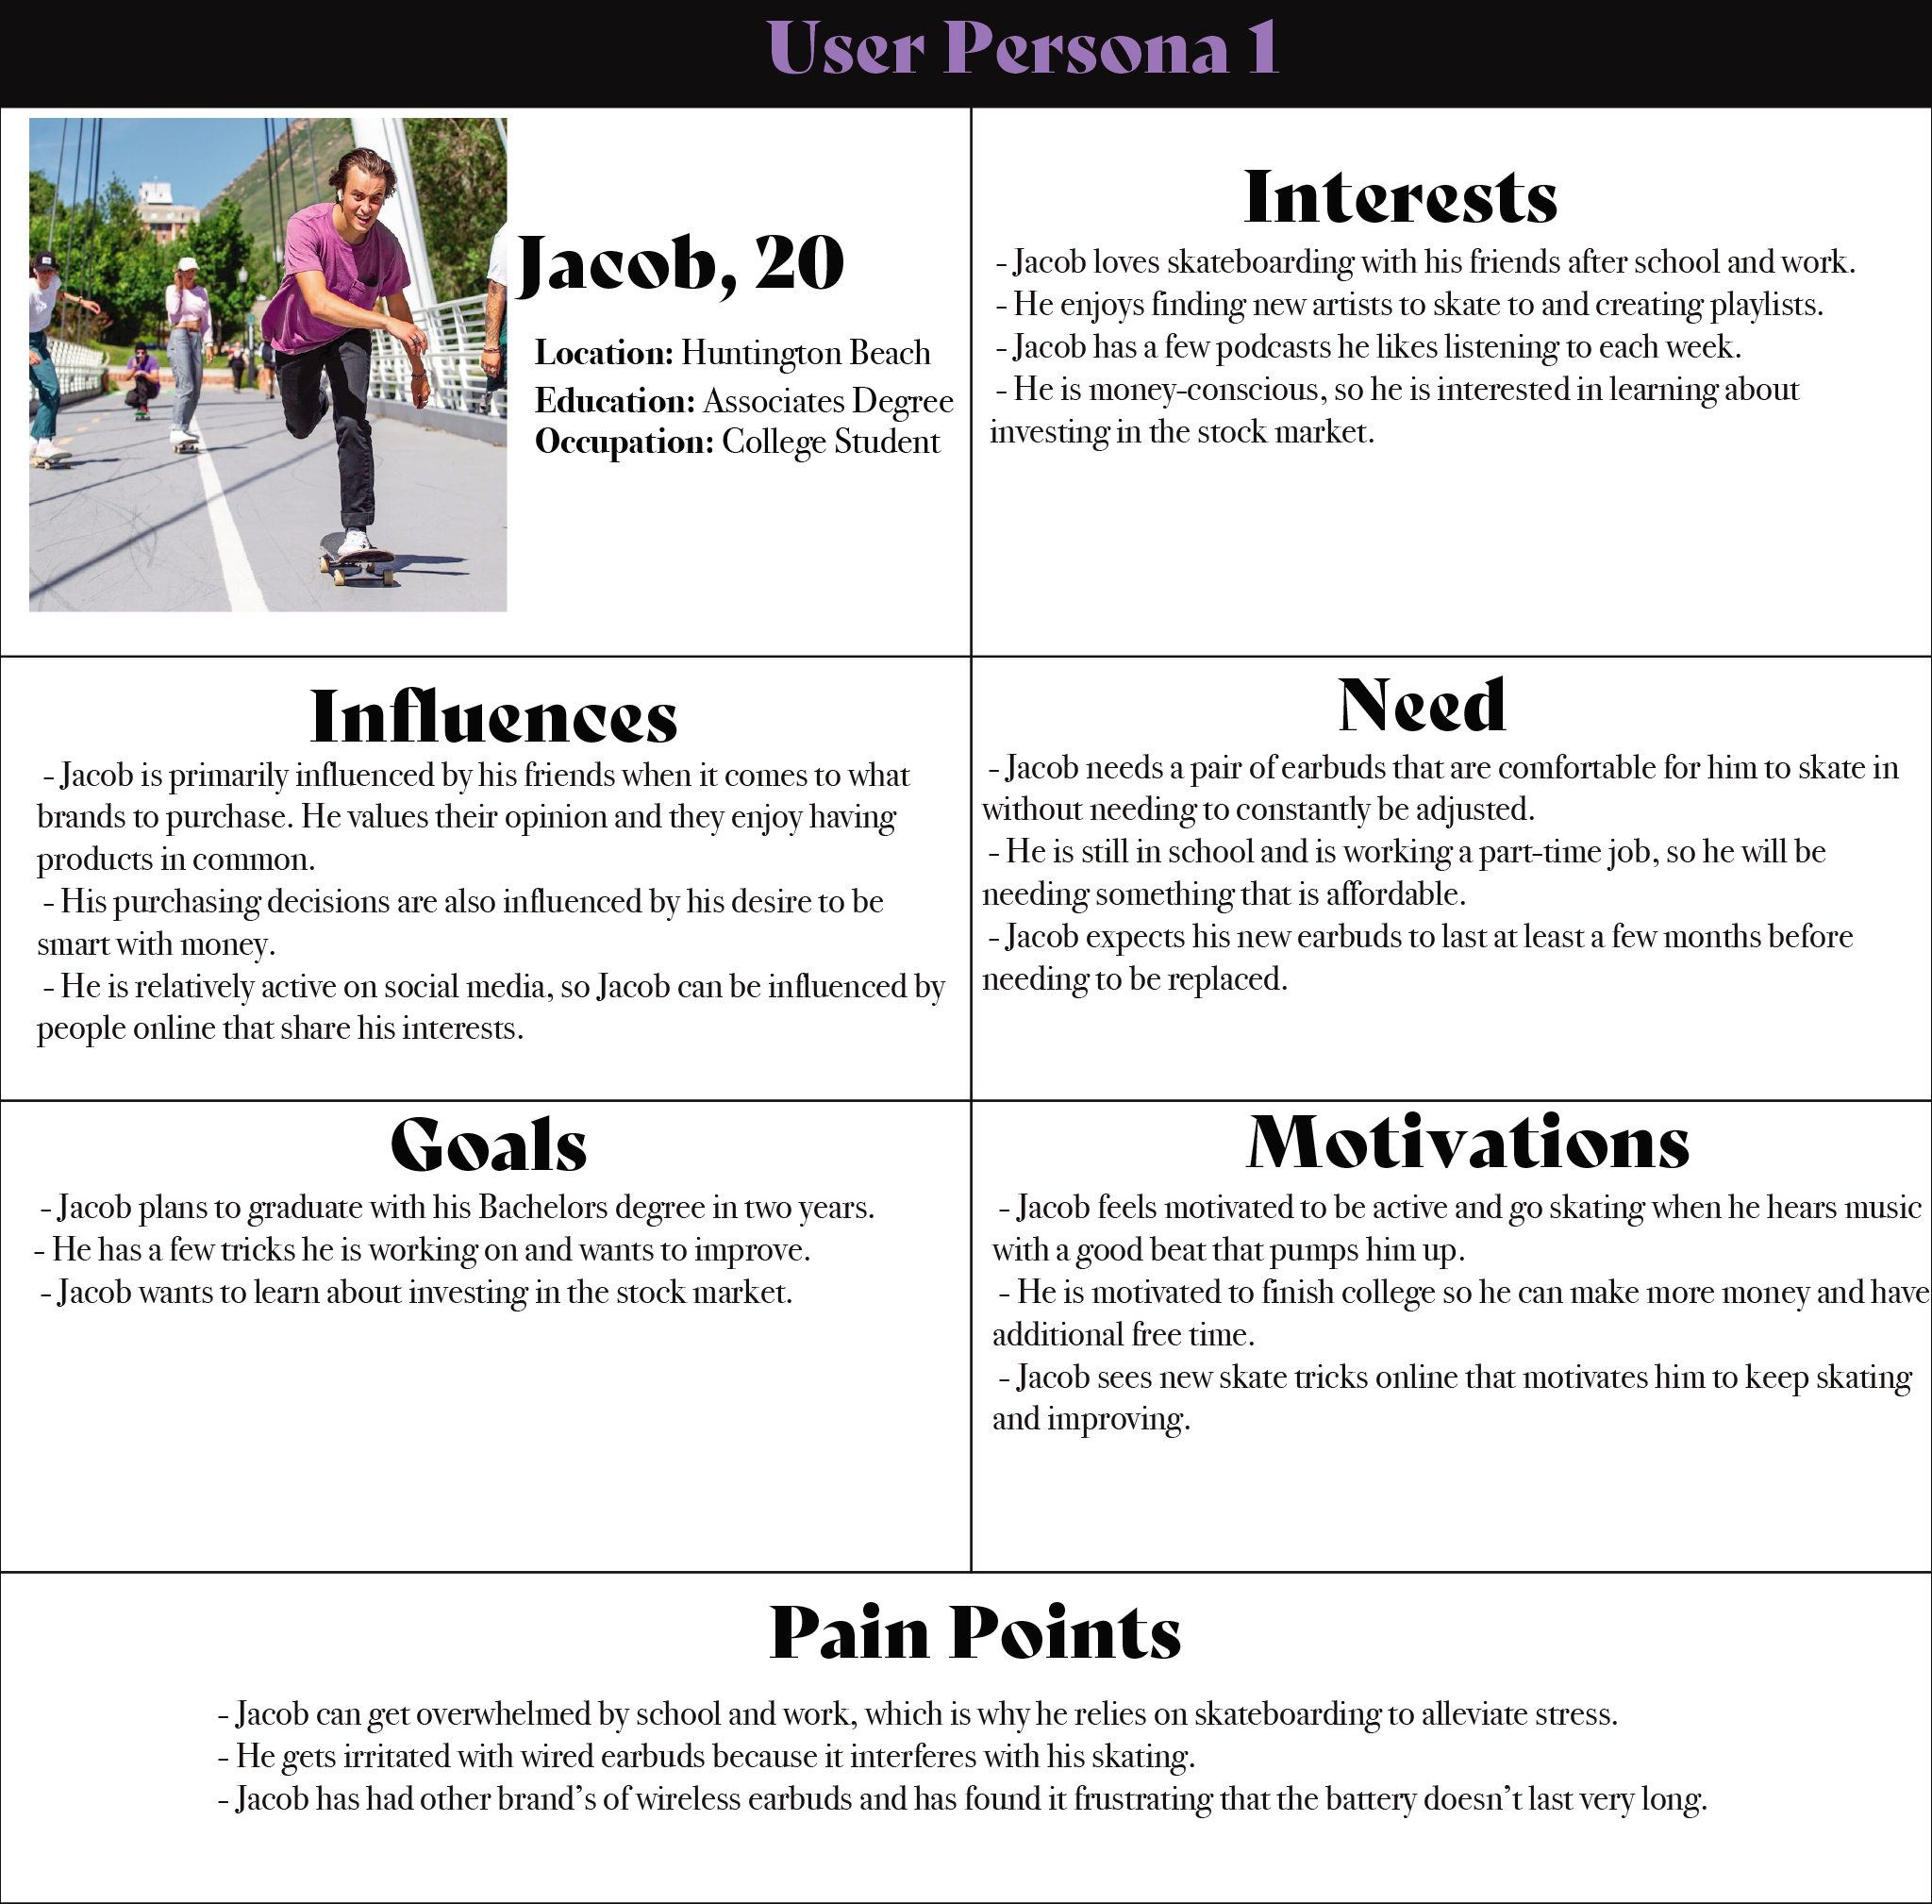 User Persona 1
Jacob, 20
Location: Huntington Beach
Education: Associates Degree
Occupation: College Student
Interests
- Jacob loves skateboarding with his friends after school and work.
- He enjoys finding new artists to skate to and creating playlists.
- Jacob has a few podcasts he likes listening to each week.
- He is money-conscious, so he is interested in learning about
investing in the stock market.
Influences
- Jacob is primarily influenced by his friends when it comes to what
brands to purchase. He values their opinion and they enjoy having
products in common.
- His purchasing decisions are also influenced by his desire to be
smart with money.
- He is relatively active on social media, so Jacob can be influenced by
people online that share his interests.
Need
- Jacob needs a pair of earbuds that are comfortable for him to skate in
without needing to constantly be adjusted.
- He is still in school and is working a part-time job, so he will be
needing something that is affordable.
- Jacob expects his new earbuds to last at least a few months before
needing to be replaced.
Goals
- Jacob plans to graduate with his Bachelors degree in two years.
- He has a few tricks he is working on and wants to improve.
- Jacob wants to learn about investing in the stock market.
Motivations
- Jacob feels motivated to be active and go skating when he hears music
with a good beat that pumps him up.
- He is motivated to finish college so he can make more money and have
additional free time.
- Jacob sees new skate tricks online that motivates him to keep skating
and improving.
Pain Points
- Jacob can get overwhelmed by school and work, which is why he relies on skateboarding to alleviate stress.
- He gets irritated with wired earbuds because it interferes with his skating.
- Jacob has had other brand’s of wireless earbuds and has found it frustrating that the battery doesn’t last very long.